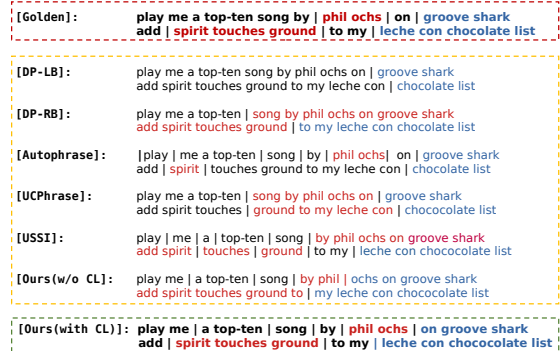 [Golden]: play me a top-ten song by | phil ochs | on | groove shark
add | spirit touches ground | to my | leche con chocolate list
[DP-LB]: play me a top-ten song by phil ochs on | groove shark
add spirit touches ground to my leche con | chocolate list
[DP-RB]: play me a top-ten | song by phil ochs on groove shark
add spirit touches ground | to my leche con chocolate list
[Autophrase]: |play | me a top-ten | song | by | phil ochs| on | groove shark
add | spirit | touches ground to my leche con | chocolate list
[UCPhrase]: play me a top-ten | song by phil ochs on | groove shark
add spirit touches | ground to my leche con | chococolate list
[USSI]: play | me | a | top-ten | song | by phil ochs on groove shark
add spirit | touches | ground | to my | leche con chococolate list
[Ours(w/o CL)]: play me | a top-ten | song | by phil | ochs on groove shark
add spirit touches ground to | my leche con chococolate list
[Ours(with CL)]: play me | a top-ten | song | by | phil ochs | on groove shark
add | spirit touches ground | to my | leche con chococolate list